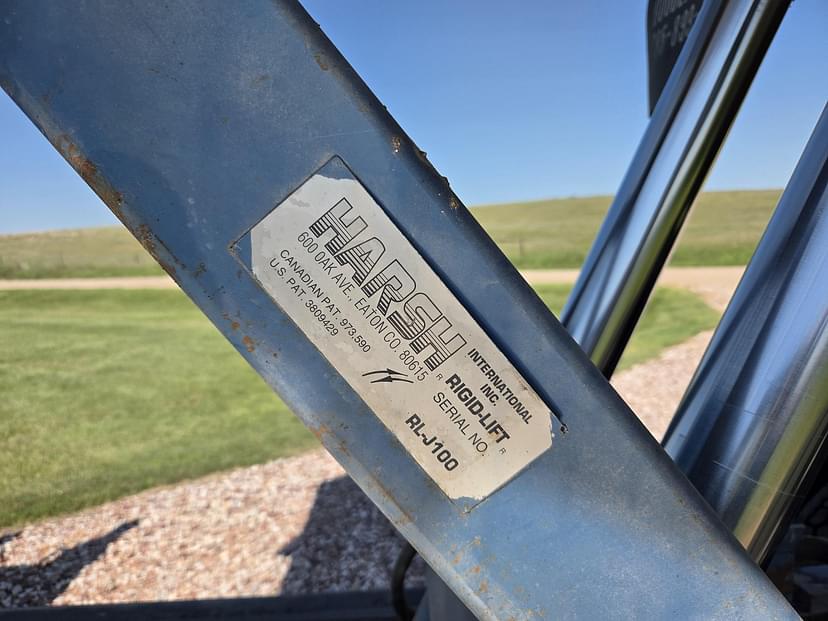 HARSH INTERNATIONAL INC.
600 OAK AVE., EATON CO. 80615
CANADIAN PAT. 973,590
U.S. PAT. 3809429
RIGID-LIFT
SERIAL NO.
RL-J100